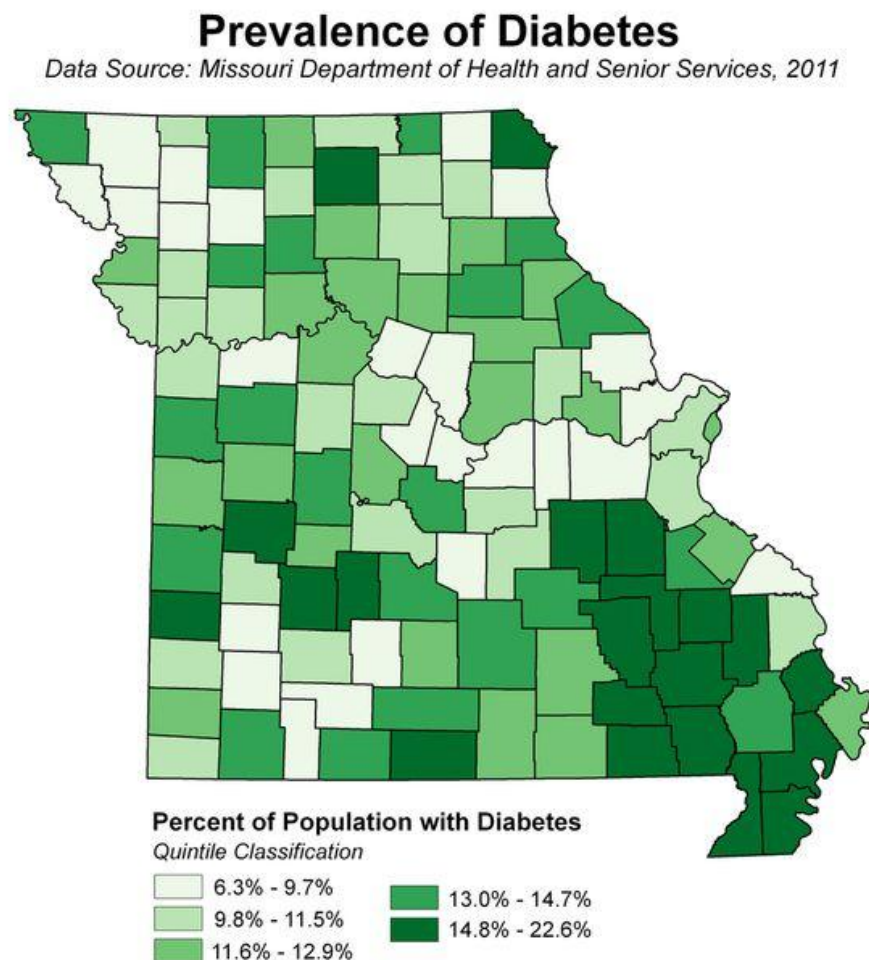 Prevalence of Diabetes
Data Source: Missouri Department of Health and Senior Services, 2011
Percent of Population with Diabetes
Quintile Classification
6.3% - 9.7%
9.8% - 11.5%
11.6% - 12.9%
13.0% - 14.7%
14.8% - 22.6%